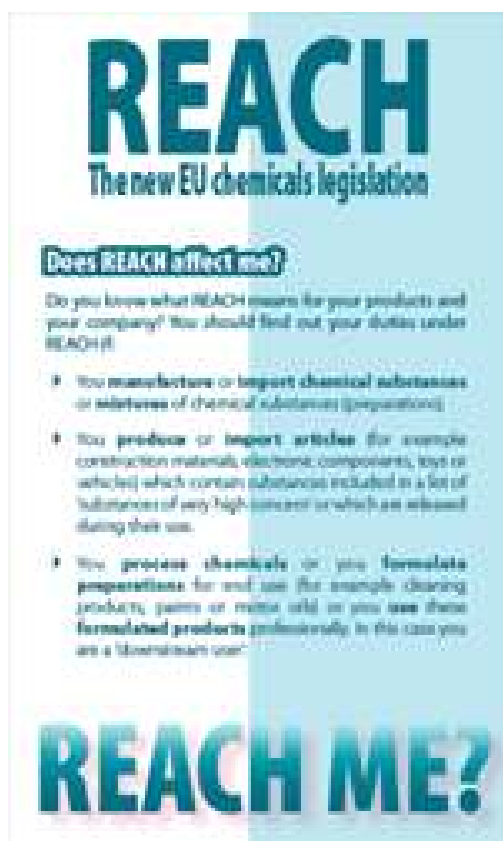 REACH
The new EU chemicals legislation
Does REACH affect me?
Do you know what REACH means for your products and
your company? You should find out your duties under
REACH if:
You manufacture or import chemical substances
or mixtures of chemical substances (preparations)
You produce or import articles (for example
construction materials, electronic components, toys or
vehicles) which contain substances included in a list of
'substances of very high concern' or which are released
during their use.
You process chemicals or you formulate
preparations for end use (for example cleaning
products, paints or motor oils) or you use these
formulated products professionally. In this case you
are a 'downstream user'.
REACH ME?